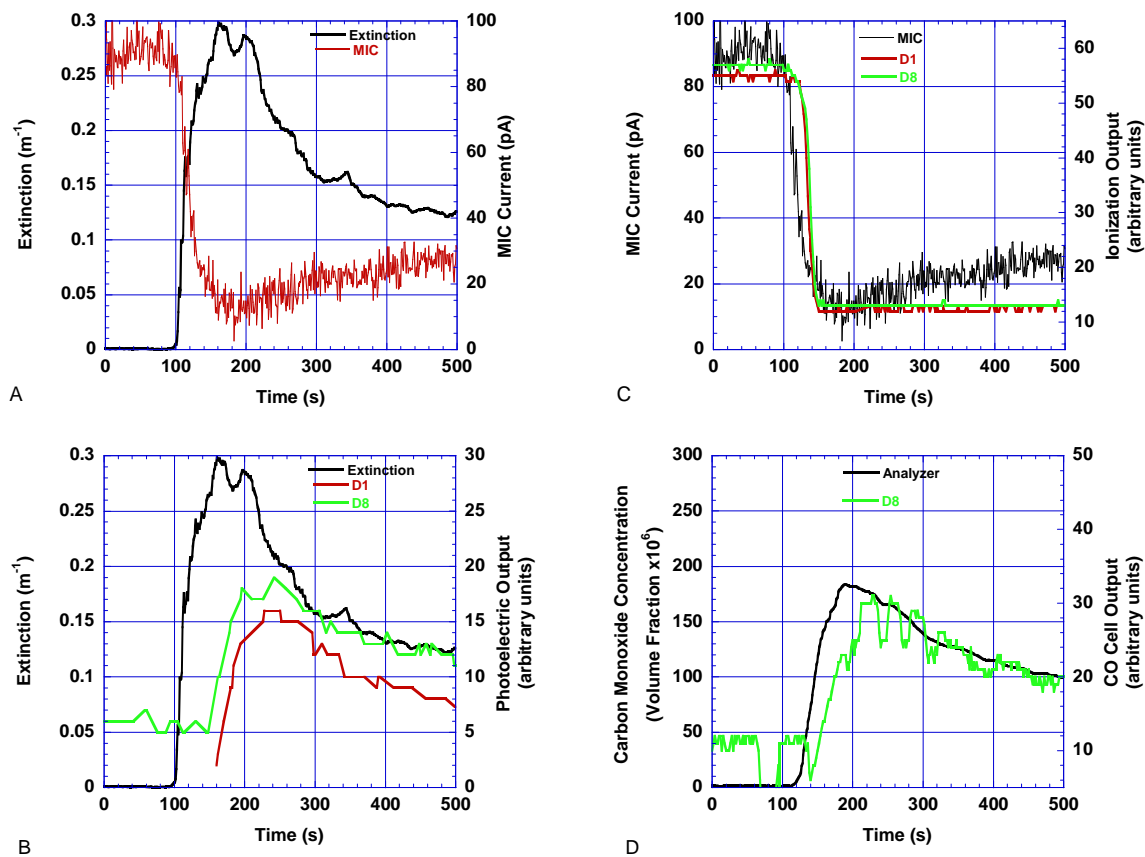 0.3
0.25
0.2
0.15
0.1
0.05
0
Extinction (m-1)
100
80
60
40
20
0
MIC Current (pA)
Extinction
MIC
0 100 200 300 400 500
Time (s)
A
100
80
60
40
20
0
MIC Current (pA)
60
50
40
30
20
10
Ionization Output
(arbitrary units)
MIC
D1
D8
0 100 200 300 400 500
Time (s)
C
0.3
0.25
0.2
0.15
0.1
0.05
0
Extinction (m-1)
30
25
20
15
10
5
0
Photoelectric Output
(arbitrary units)
Extinction
D1
D8
0 100 200 300 400 500
Time (s)
B
300
250
200
150
100
50
0
Carbon Monoxide Concentration
(Volume Fraction x106)
50
40
30
20
10
CO Cell Output
(arbitrary units)
Analyzer
D8
0 100 200 300 400 500
Time (s)
D